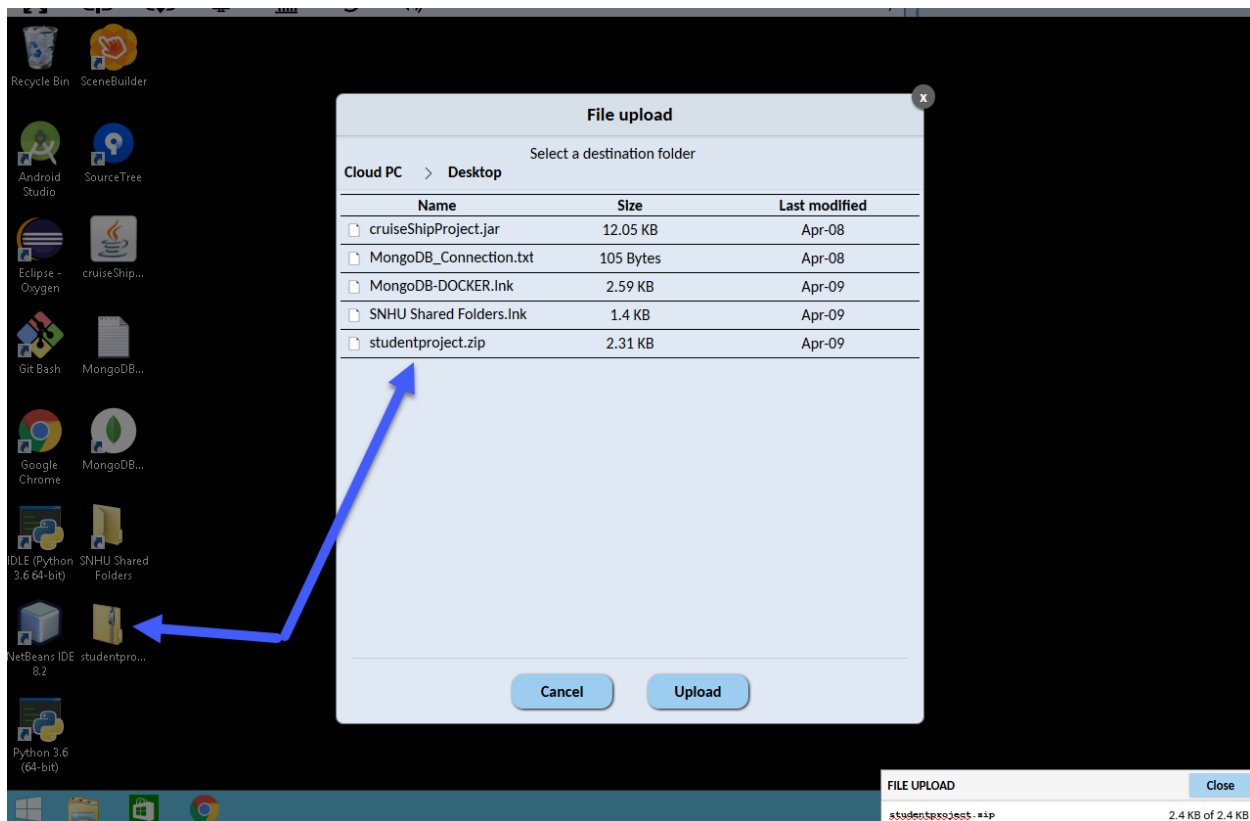 Recycle Bin
SceneBuilder
Android
Studio
SourceTree
Eclipse -
Oxygen
cruiseShip...
Git Bash
MongoDB...
Google
Chrome
MongoDB...
IDLE (Python
3.6 64-bit)
SNHU Shared
Folders
NetBeans IDE
8.2
studentpro...
Python 3.6
(64-bit)
x
File upload
Select a destination folder
Cloud PC > Desktop
Name Size Last modified
cruiseShipProject.jar 12.05 KB Apr-08
MongoDB_Connection.txt 105 Bytes Apr-08
MongoDB-DOCKER.lnk 2.59 KB Apr-09
SNHU Shared Folders.lnk 1.4 KB Apr-09
studentproject.zip 2.31 KB Apr-09
Cancel Upload
FILE UPLOAD Close
studentproject.zip 2.4 KB of 2.4 KB